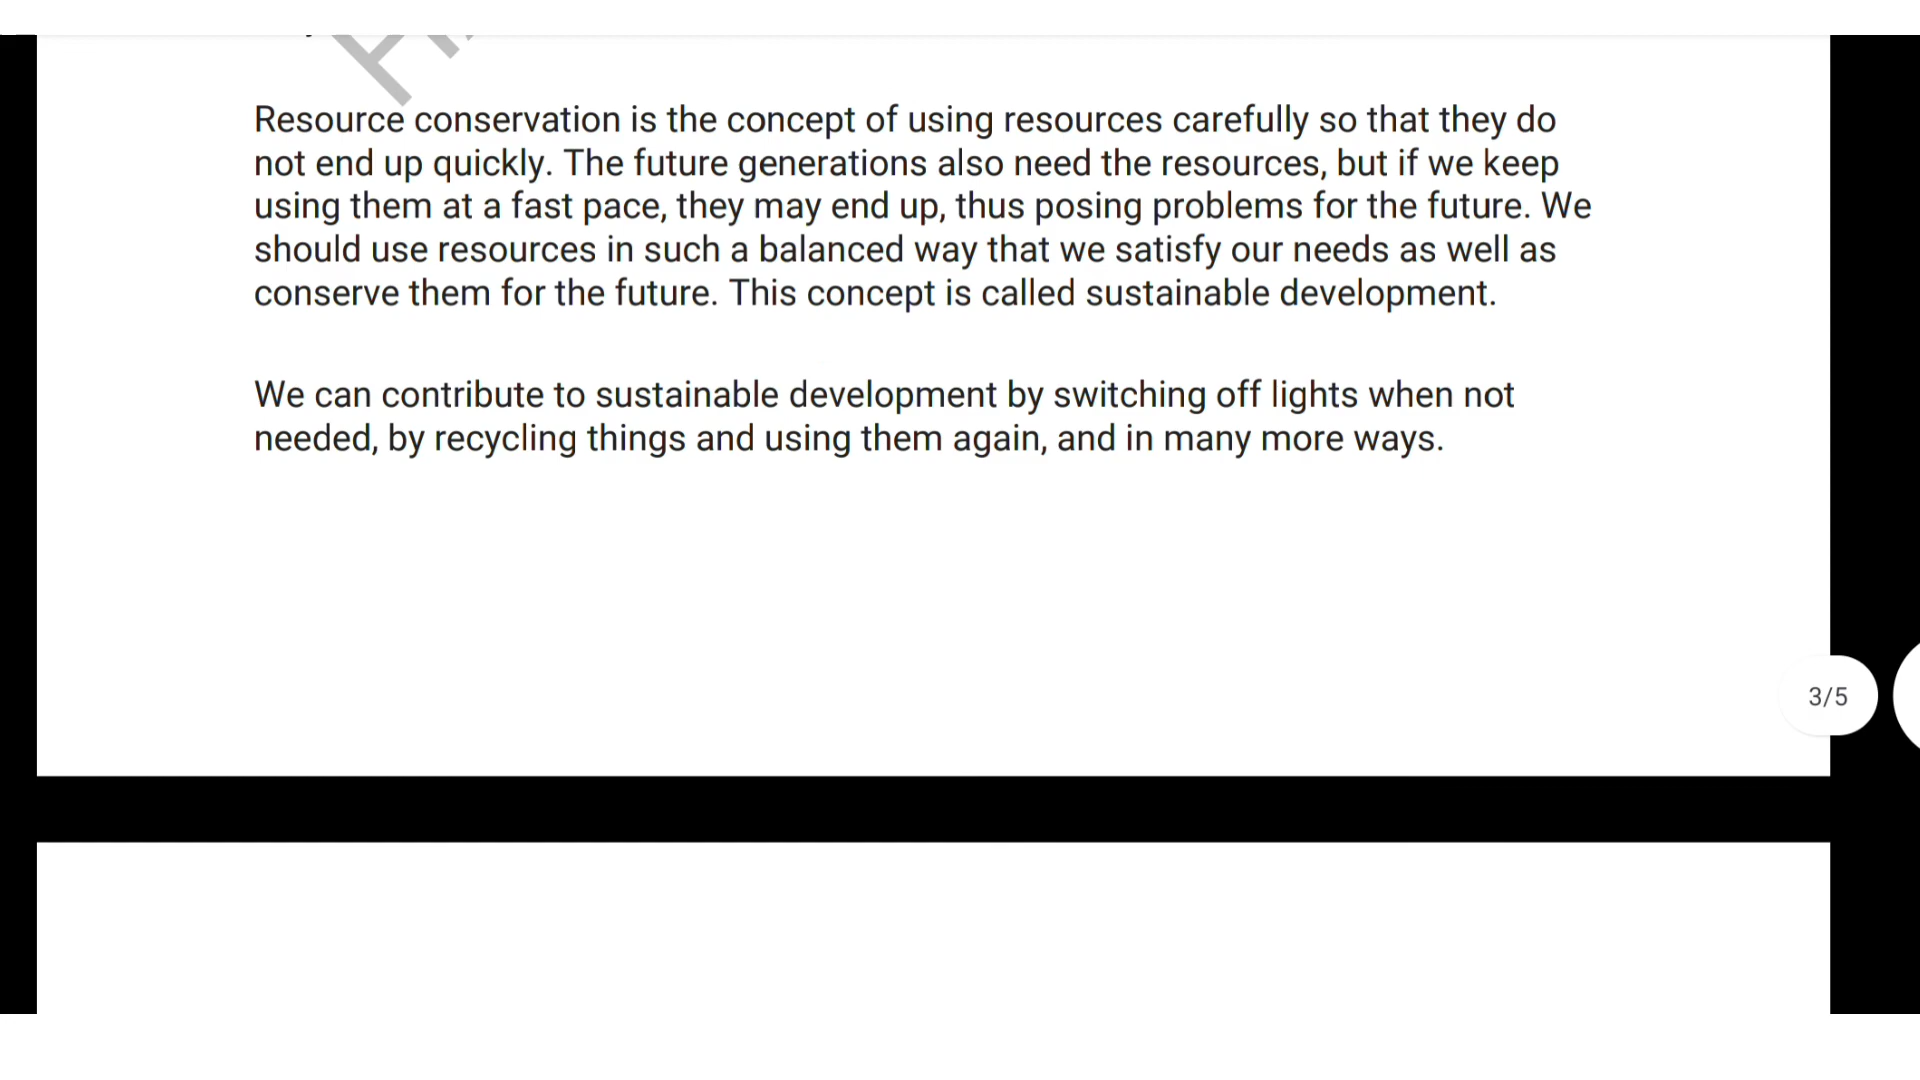 Resource conservation is the concept of using resources carefully so that they do
not end up quickly. The future generations also need the resources, but if we keep
using them at a fast pace, they may end up, thus posing problems for the future. We
should use resources in such a balanced way that we satisfy our needs as well as
conserve them for the future. This concept is called sustainable development.
We can contribute to sustainable development by switching off lights when not
needed, by recycling things and using them again, and in many more ways.
3/5